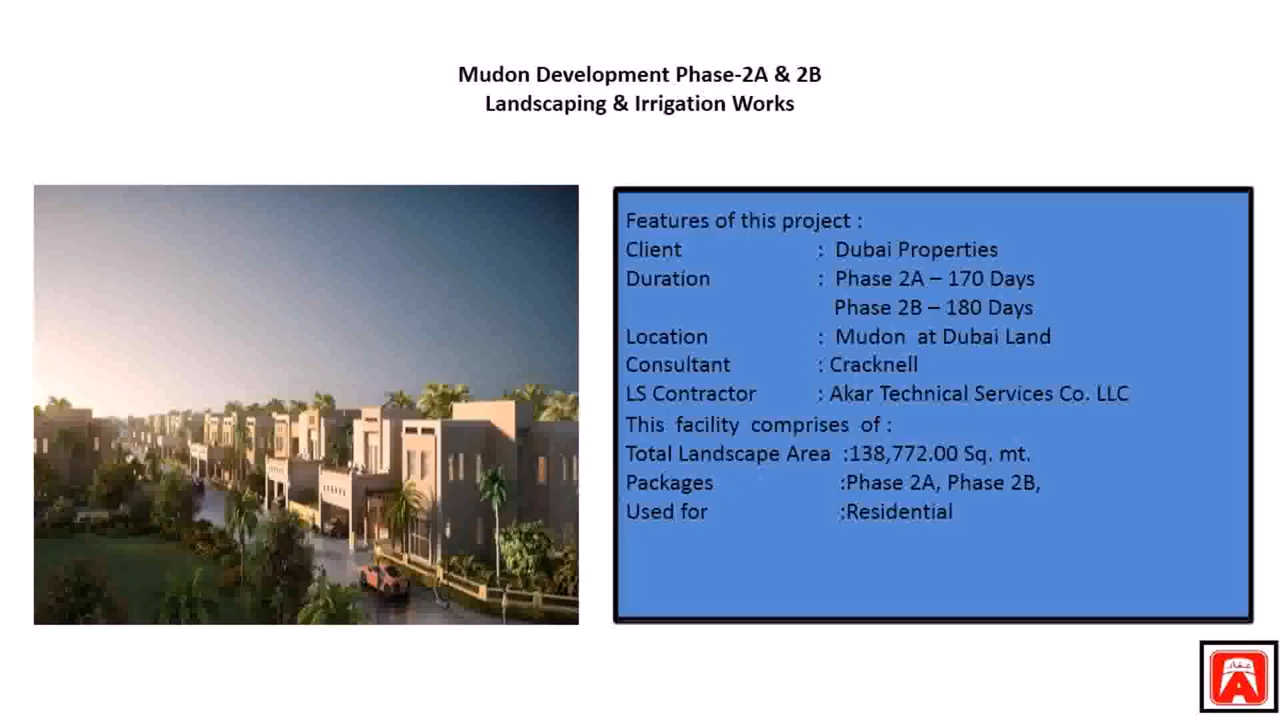 Mudon Development Phase-2A & 2B
Landscaping & Irrigation Works
Features of this project :
Client : Dubai Properties
Duration : Phase 2A – 170 Days
Phase 2B – 180 Days
Location : Mudon at Dubai Land
Consultant : Cracknell
LS Contractor : Akar Technical Services Co. LLC
This facility comprises of :
Total Landscape Area :138,772.00 Sq. mt.
Packages :Phase 2A, Phase 2B,
Used for :Residential
عقار
A